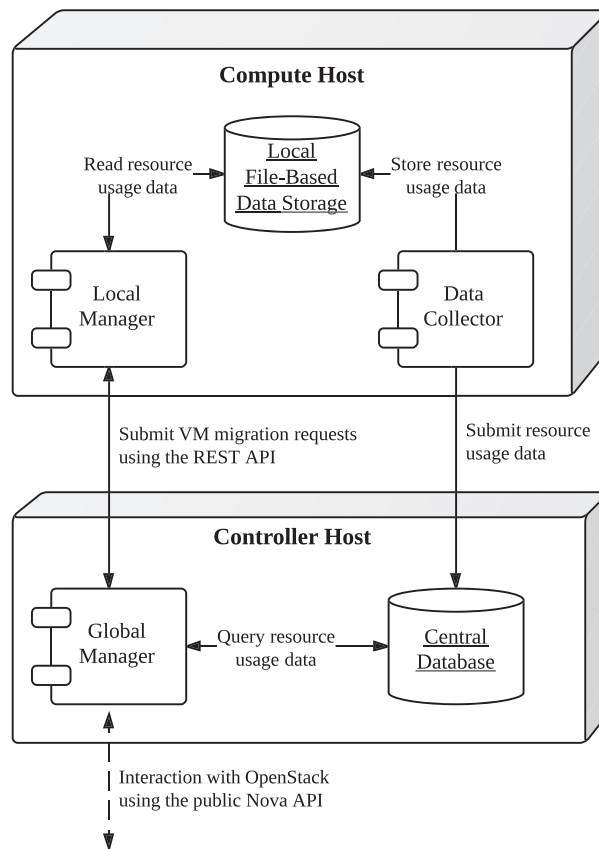 Compute Host
Read resource
usage data
Local
File-Based
Data Storage
Store resource
usage data
Local
Manager
Data
Collector
Submit VM migration requests
using the REST API
Submit resource
usage data
Controller Host
Global
Manager
Query resource
usage data
Central
Database
Interaction with OpenStack
using the public Nova API